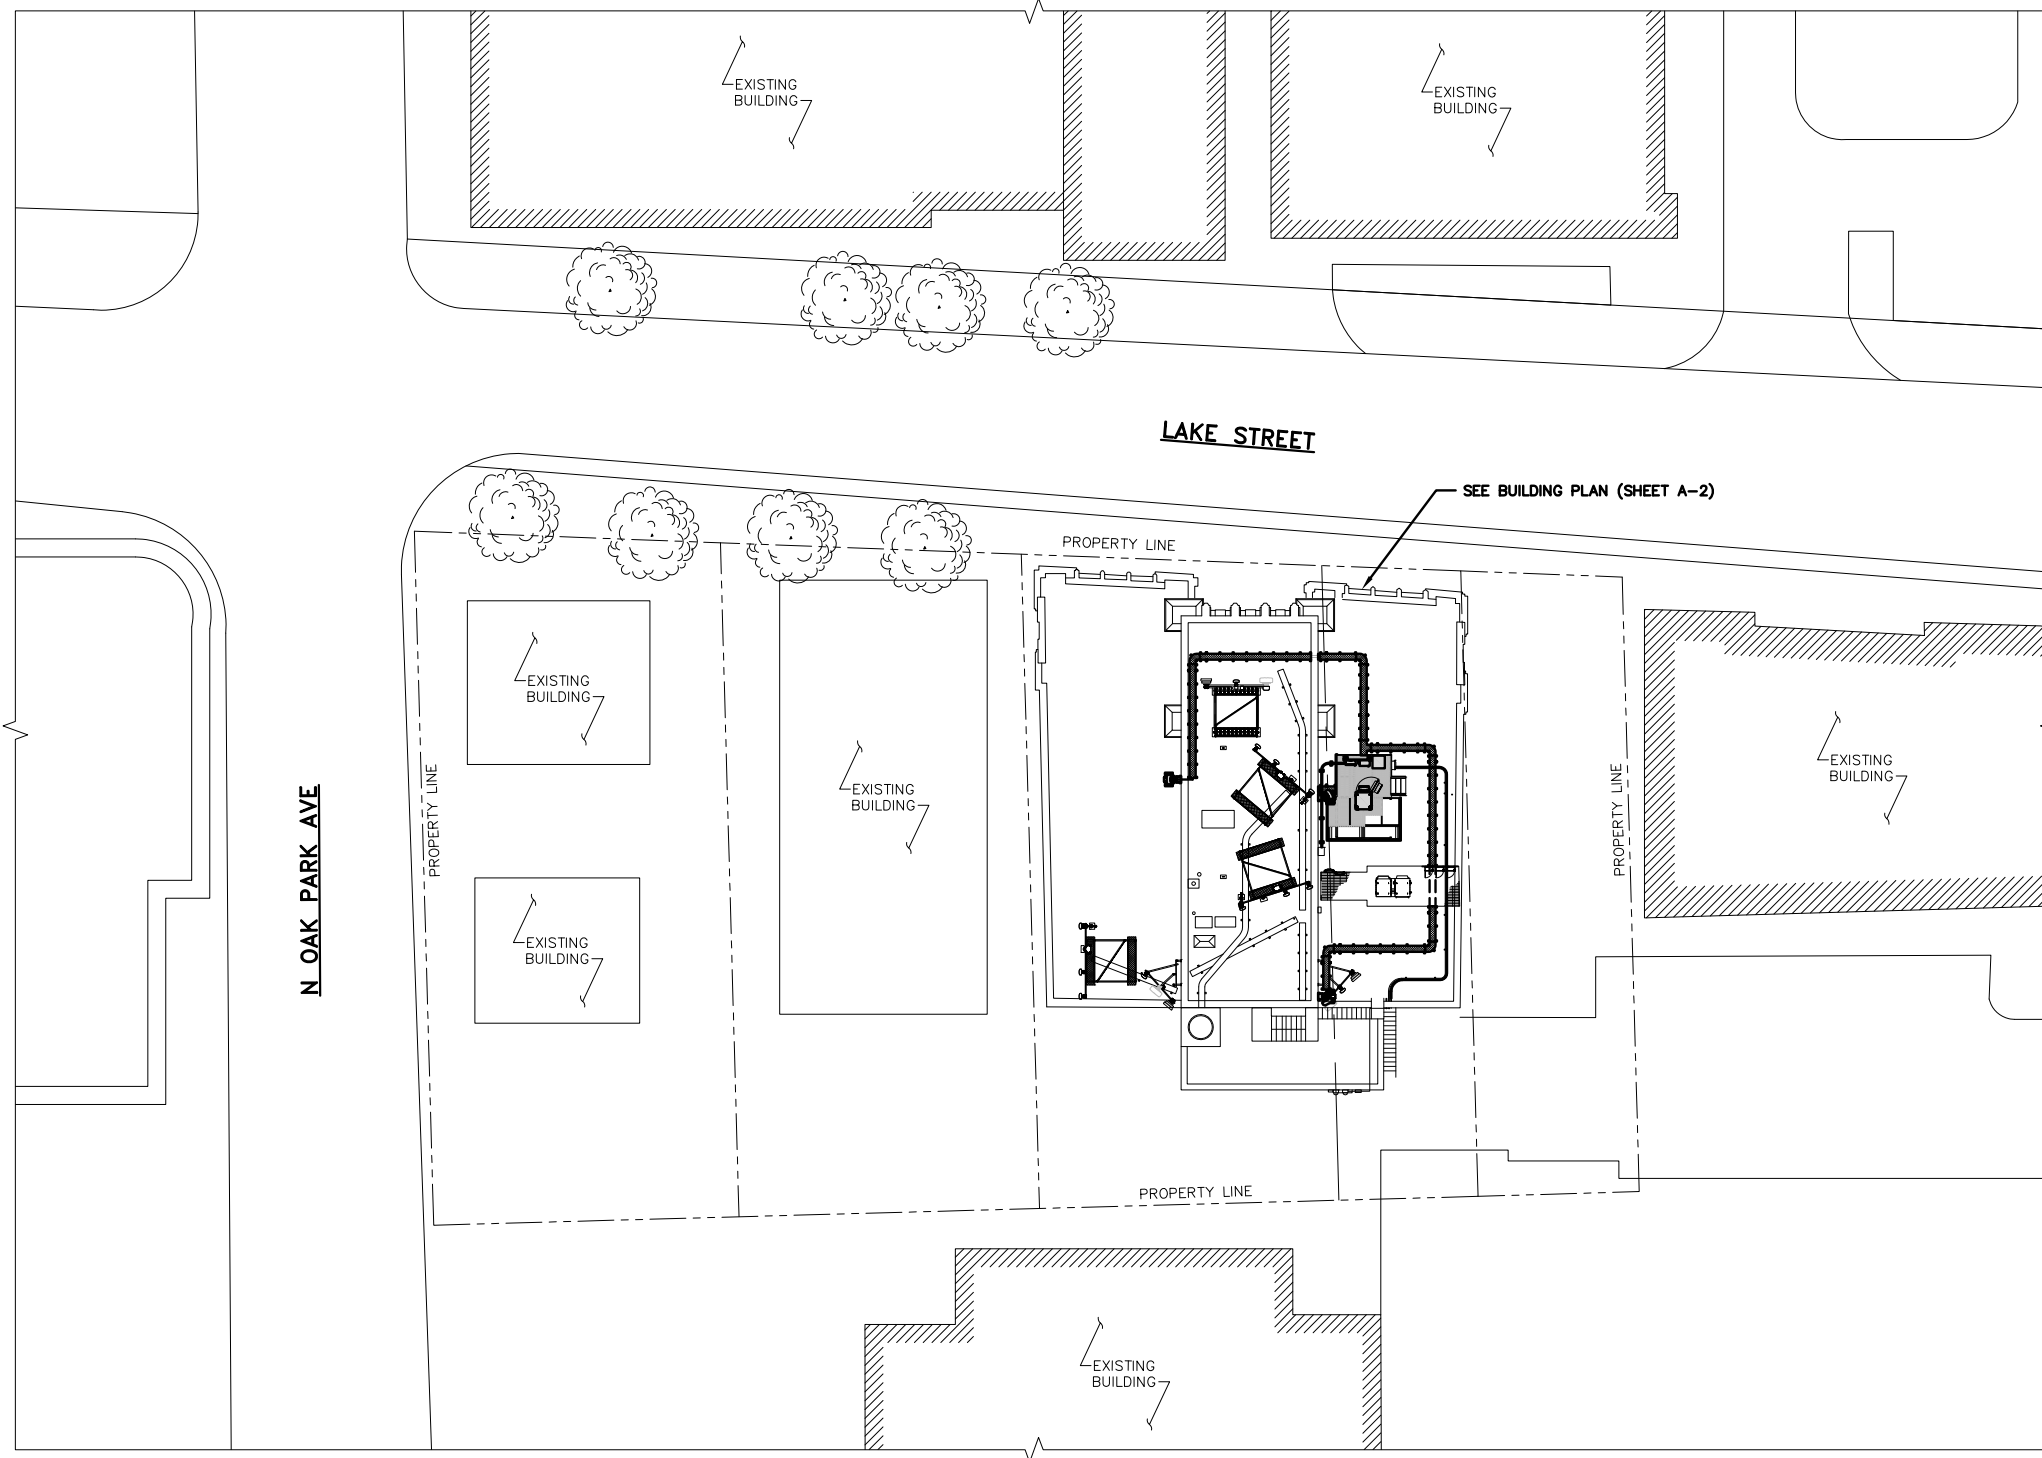 EXISTING
BUILDING
EXISTING
BUILDING
LAKE STREET
SEE BUILDING PLAN (SHEET A-2)
PROPERTY LINE
EXISTING
BUILDING
EXISTING
BUILDING
EXISTING
BUILDING
PROPERTY LINE
PROPERTY LINE
N OAK PARK AVE
EXISTING
BUILDING
PROPERTY LINE
EXISTING
BUILDING